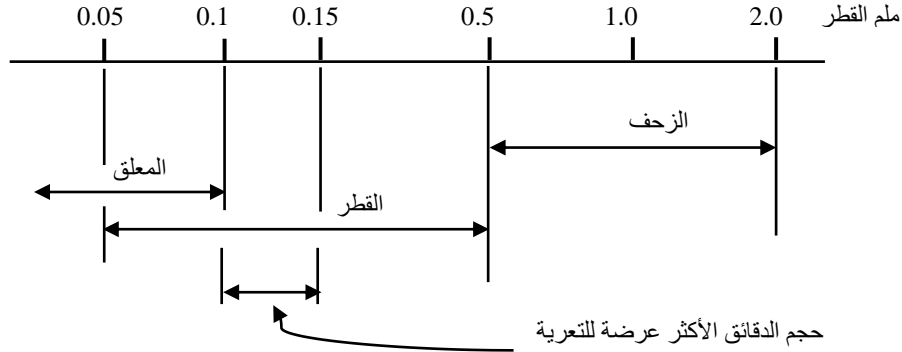 0.05 0.1 0.15 0.5 1.0 2.0 ملم القطر
الزحف
المعلق
القطر
حجم الدقائق الأكثر عرضة للتعرية